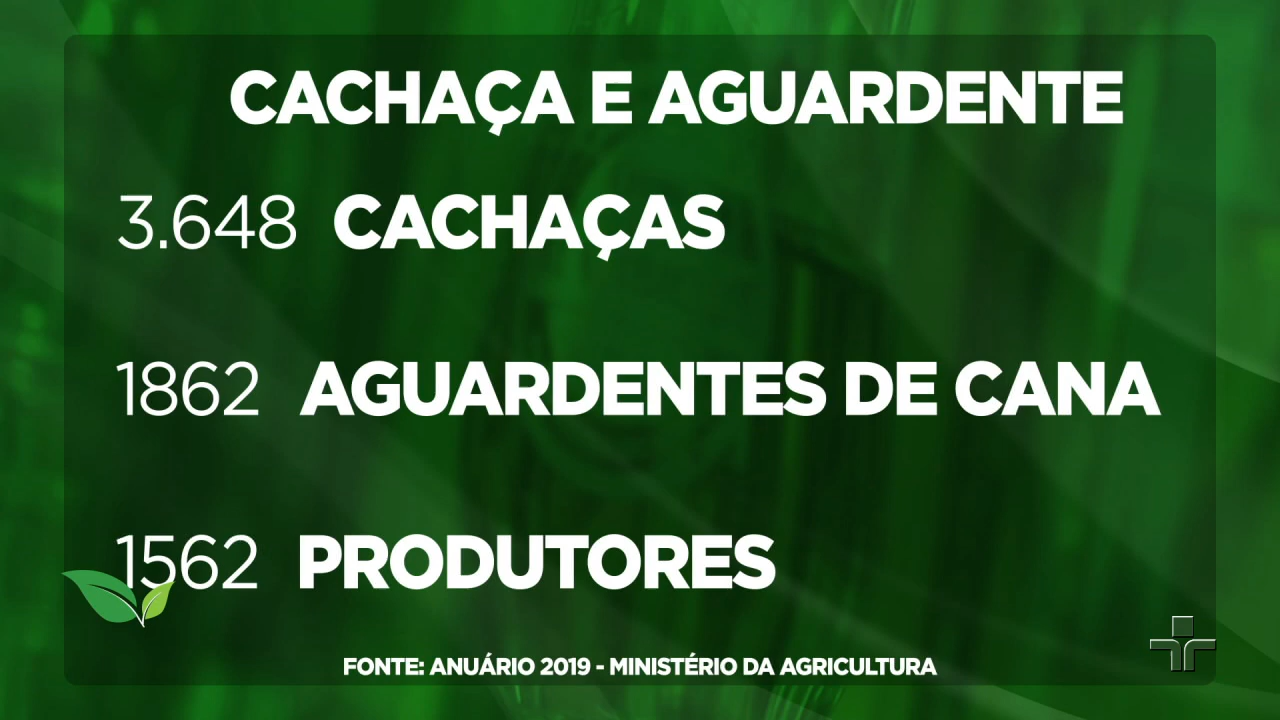 CACHAÇA E AGUARDENTE
3.648 CACHAÇAS
1862 AGUARDENTES DE CANA
1562 PRODUTORES
FONTE: ANUÁRIO 2019 - MINISTÉRIO DA AGRICULTURA